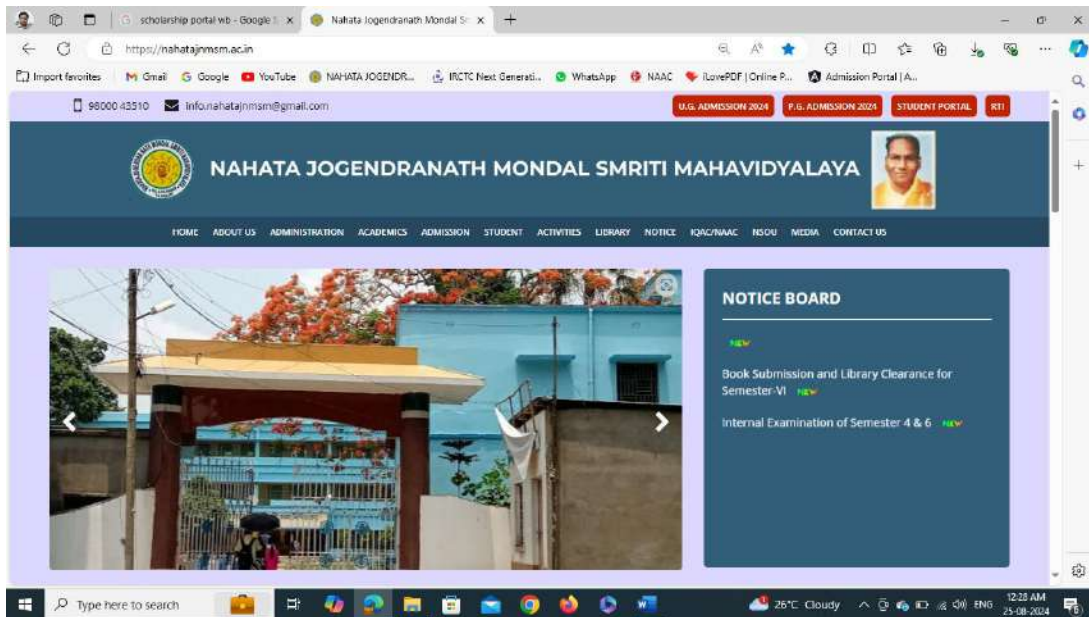 scholarship portal wb - Google
Nahata Jogendranath Mondal S
https://nahatajnmsm.ac.in
Import favorites
Gmail
Google
YouTube
NAHATA JOGENDR...
IRCTC Next Generati...
WhatsApp
NAAC
iLovePDF | Online P...
Admission Portal | A...
98000 43510
info.nahatajnmsm@gmail.com
U.G. ADMISSION 2024
P.G. ADMISSION 2024
STUDENT PORTAL
RTI
NAHATA JOGENDRANATH MONDAL SMRITI MAHAVIDYALAYA
HOME ABOUT US ADMINISTRATION ACADEMICS ADMISSION STUDENT ACTIVITIES LIBRARY NOTICE IQAC/NAAC NSOU MEDIA CONTACT US
NOTICE BOARD
NEW
Book Submission and Library Clearance for
Semester-VI NEW
Internal Examination of Semester 4 & 6 NEW
Type here to search
26°C Cloudy
ENG
12:28 AM
25-08-2024